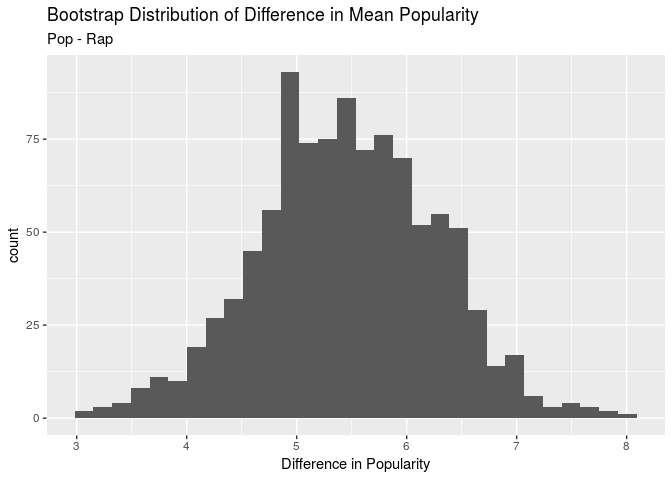 Bootstrap Distribution of Difference in Mean Popularity
Pop - Rap
75
50
25
0
count
3 4 5 6 7 8
Difference in Popularity